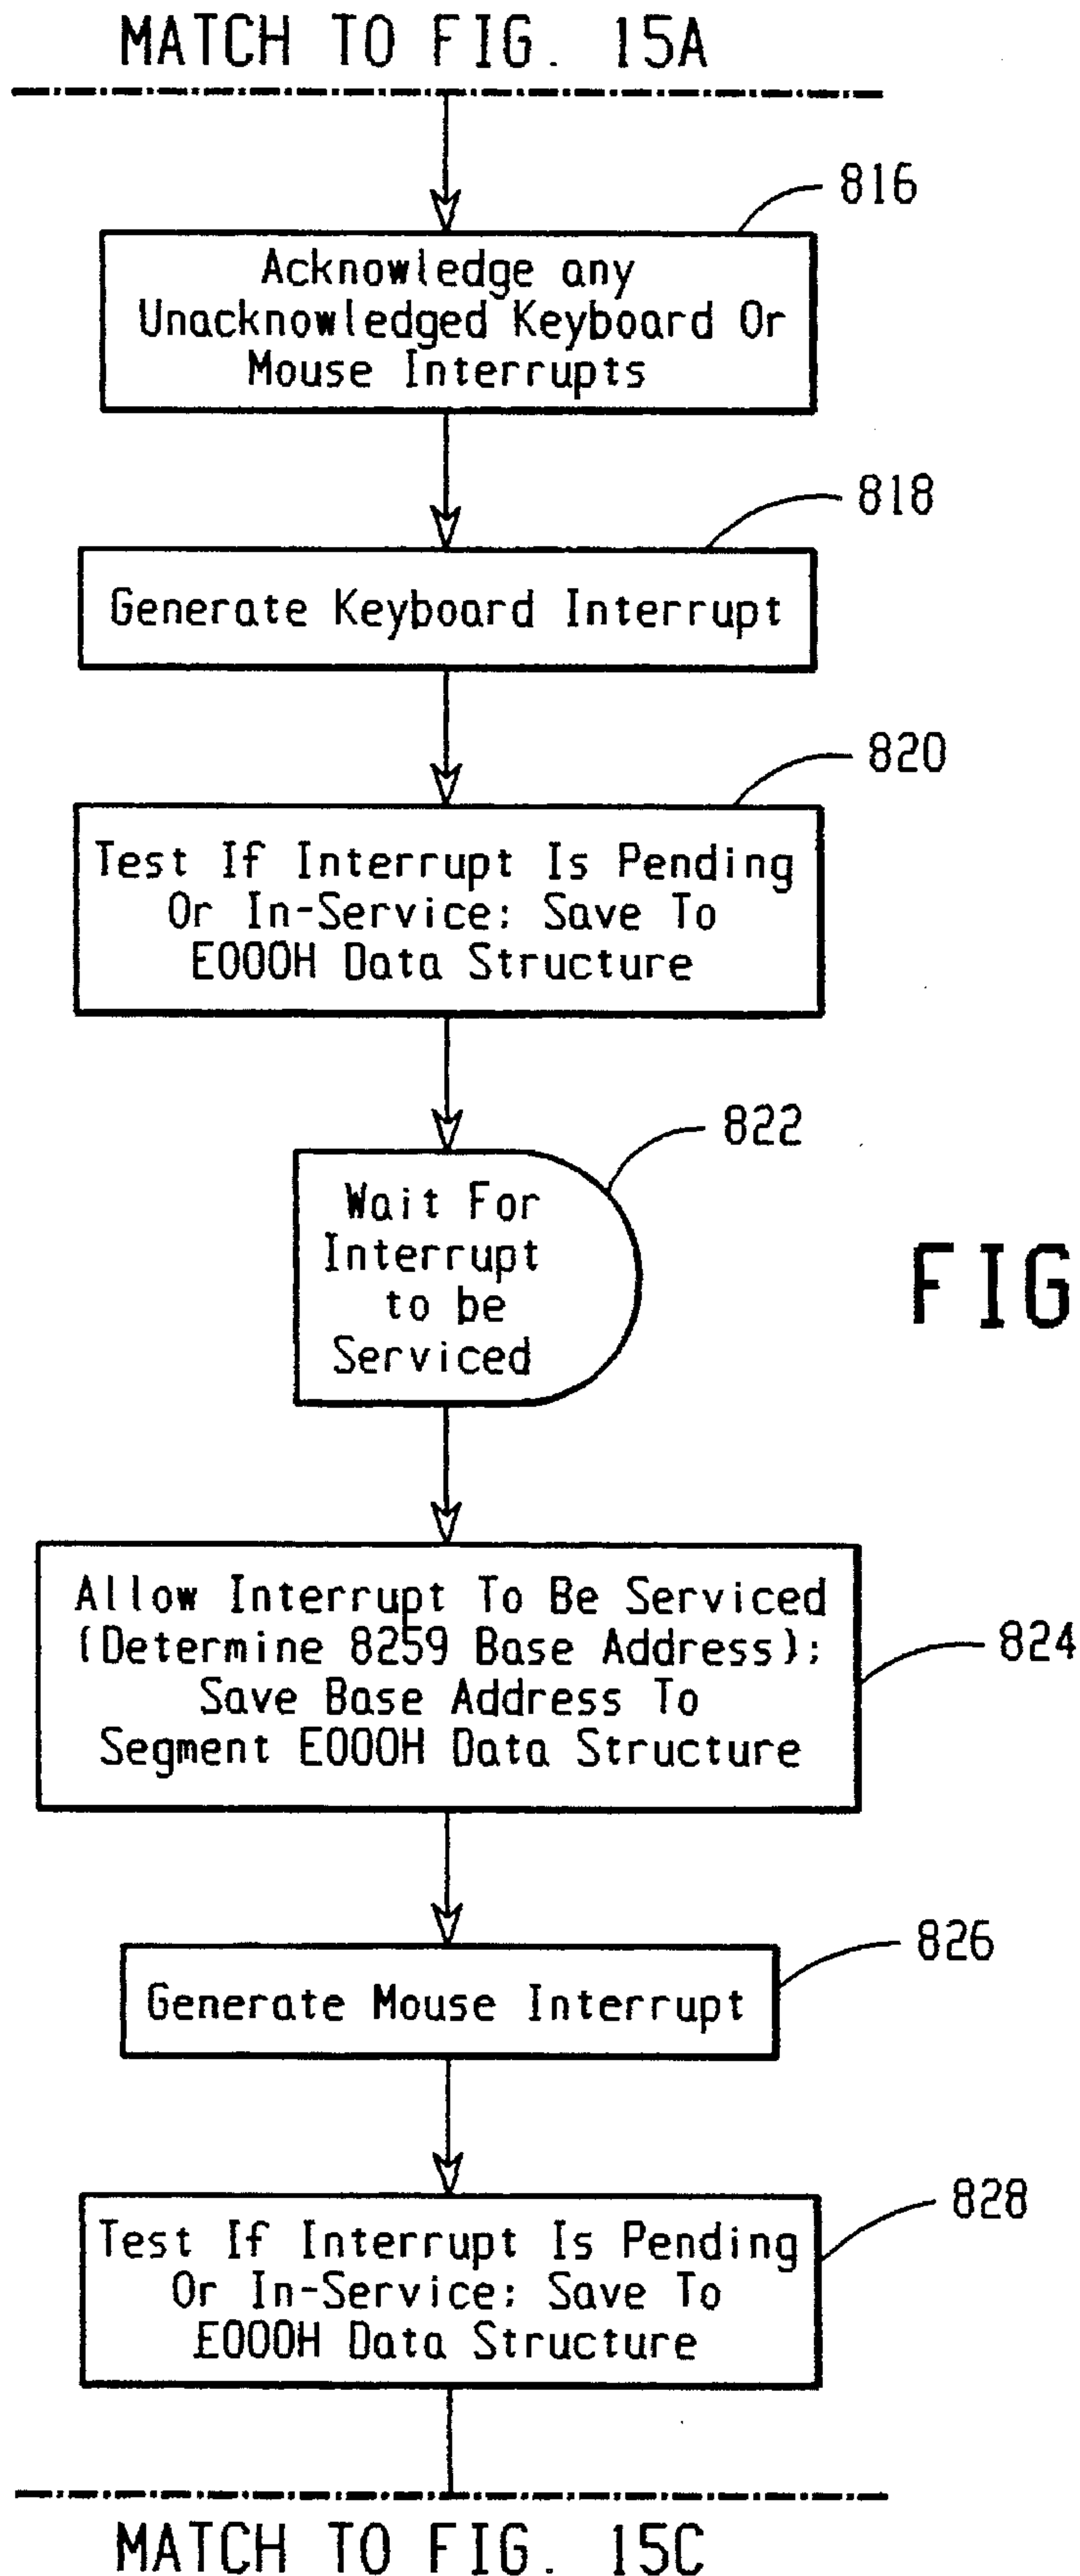 MATCH TO FIG. 15A
816
Acknowledge any
Unacknowledged Keyboard Or
Mouse Interrupts
818
Generate Keyboard Interrupt
820
Test If Interrupt Is Pending
Or In-Service; Save To
E000H Data Structure
822
Wait For
Interrupt
to be
Serviced
FIG
824
Allow Interrupt To Be Serviced
(Determine 8259 Base Address);
Save Base Address To
Segment E000H Data Structure
826
Generate Mouse Interrupt
828
Test If Interrupt Is Pending
Or In-Service; Save To
E000H Data Structure
MATCH TO FIG. 15C